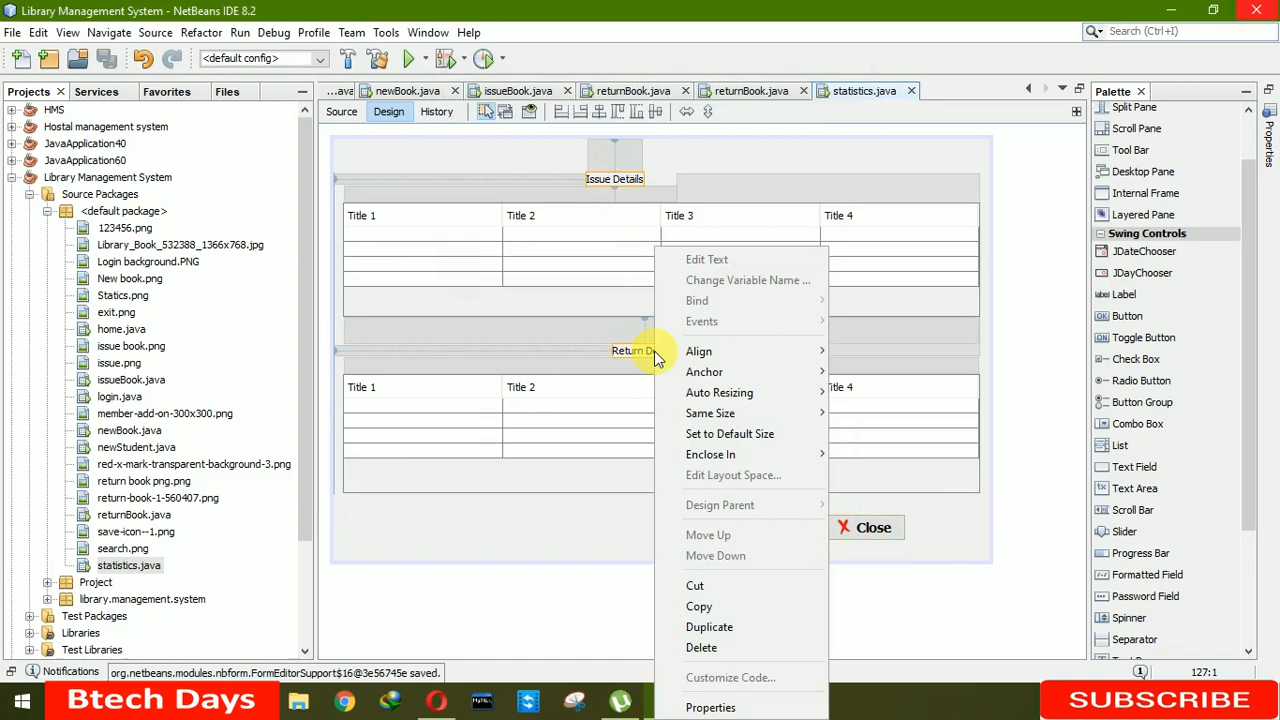 Library Management System - NetBeans IDE 8.2
File Edit View Navigate Source Refactor Run Debug Profile Team Tools Window Help
Search (Ctrl+I)
<default config>
Projects Services Favorites Files
...ava newBook.java issueBook.java returnBook.java returnBook.java statistics.java
Palette
Source Design History
HMS
Hostal management system
JavaApplication40
JavaApplication60
Library Management System
Source Packages
<default package>
123456.png
Library_Book_532388_1366x768.jpg
Login background.PNG
New book.png
Statics.png
exit.png
home.java
issue book.png
issue.png
issueBook.java
login.java
member-add-on-300x300.png
newBook.java
newStudent.java
red-x-mark-transparent-background-3.png
return book png.png
return-book-1-560407.png
returnBook.java
save-icon--1.png
search.png
statistics.java
Project
library.management.system
Test Packages
Libraries
Test Libraries
Issue Details
Title 1 Title 2 Title 3 Title 4
Return D
Title 1 Title 2 itle 4
Close
Edit Text
Change Variable Name ...
Bind
Events
Align
Anchor
Auto Resizing
Same Size
Set to Default Size
Enclose In
Edit Layout Space...
Design Parent
Move Up
Move Down
Cut
Copy
Duplicate
Delete
Customize Code...
Properties
Split Pane
Scroll Pane
Tool Bar
Desktop Pane
Internal Frame
Layered Pane
Swing Controls
JDateChooser
JDayChooser
Label
Button
Toggle Button
Check Box
Radio Button
Button Group
Combo Box
List
Text Field
Text Area
Scroll Bar
Slider
Progress Bar
Formatted Field
Password Field
Spinner
Separator
Properties
Notifications
org.netbeans.modules.nbform.FormEditorSupport$16@3e56745e saved.
127:1
Btech Days
SUBSCRIBE